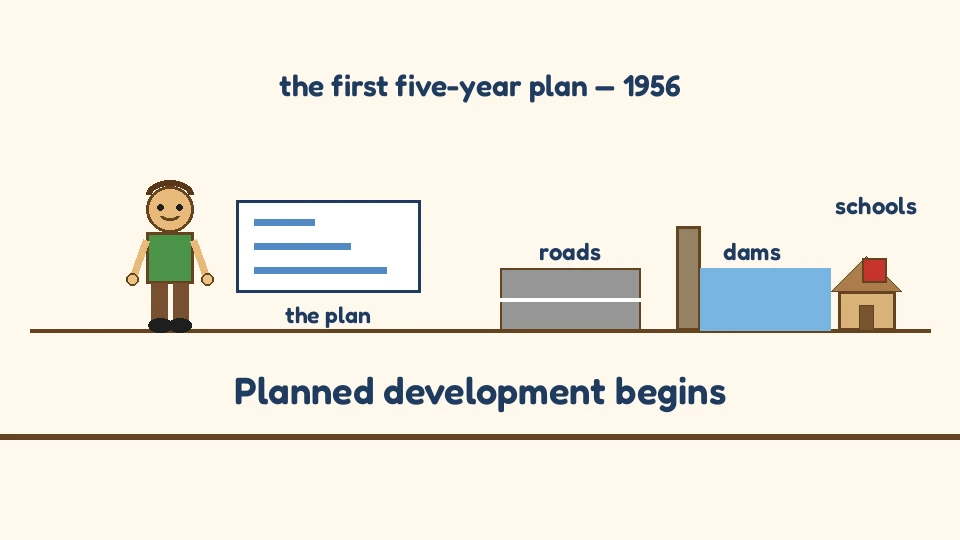 the first five-year plan — 1956
schools
roads
dams
the plan
Planned development begins